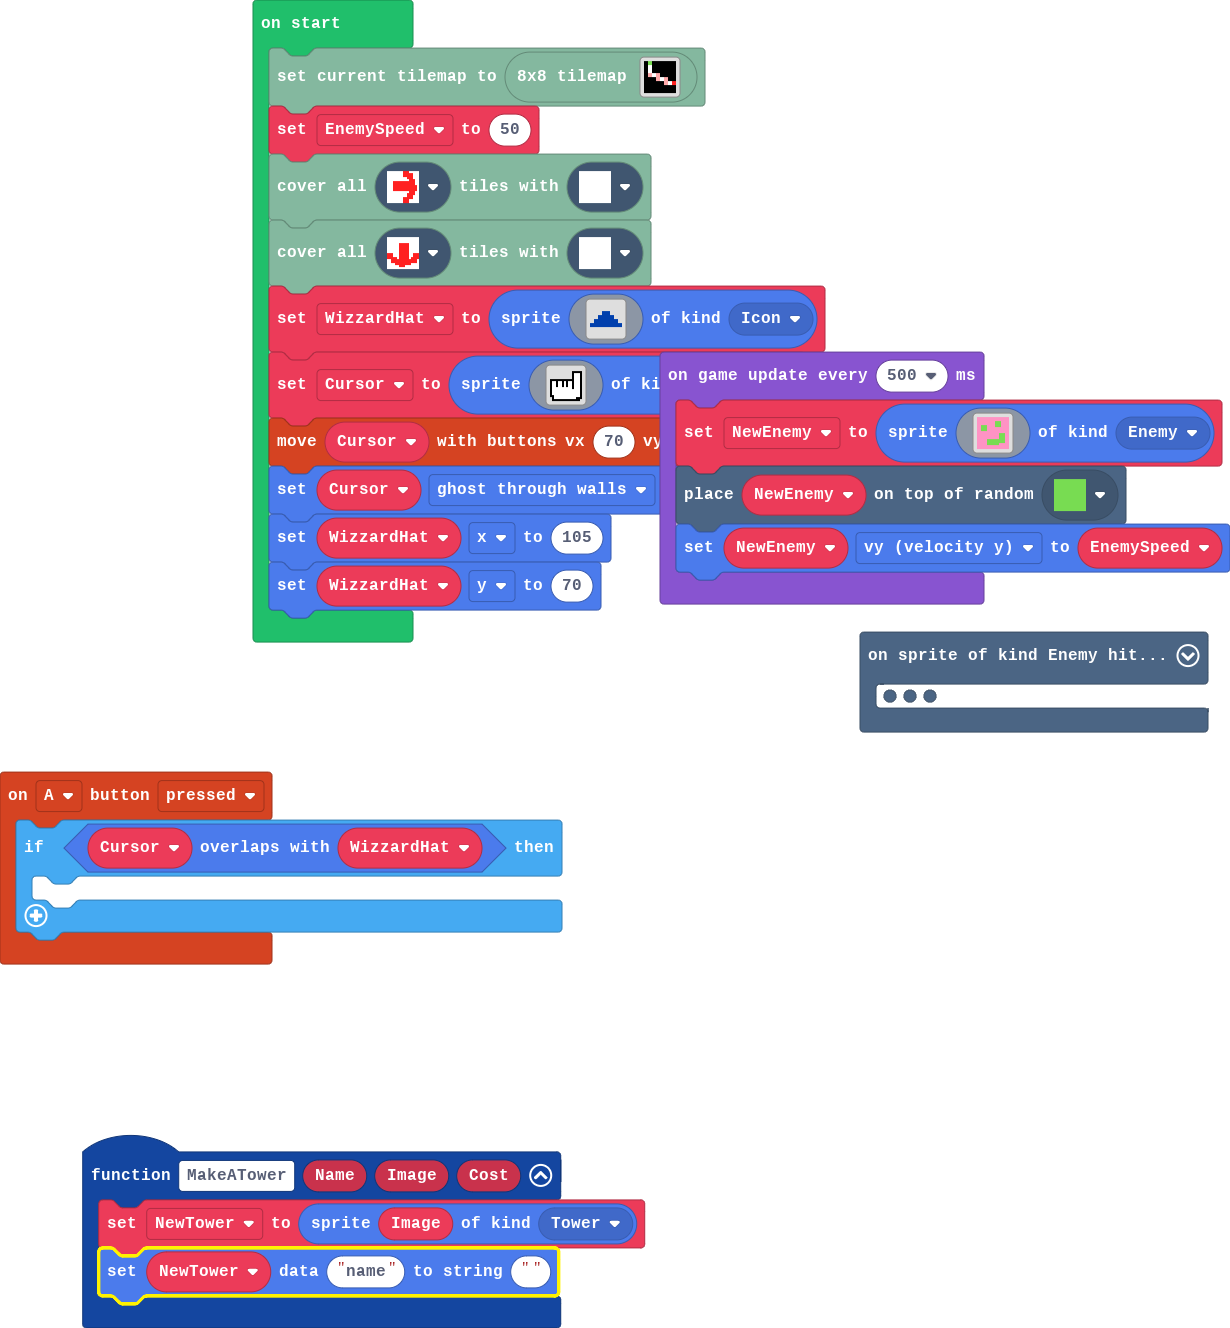 on start
set current tilemap to 8x8 tilemap
set EnemySpeed to 50
cover all tiles with
cover all tiles with
set WizzardHat to sprite of kind Icon
set Cursor to sprite of ki
move Cursor with buttons vx 70 vy
set Cursor ghost through walls
set WizzardHat x to 105
set WizzardHat y to 70
on game update every 500 ms
set NewEnemy to sprite of kind Enemy
place NewEnemy on top of random
set NewEnemy vy (velocity y) to EnemySpeed
on sprite of kind Enemy hit...
on A button pressed
if Cursor overlaps with WizzardHat then
function MakeATower Name Image Cost
set NewTower to sprite Image of kind Tower
set NewTower data "name" to string ""